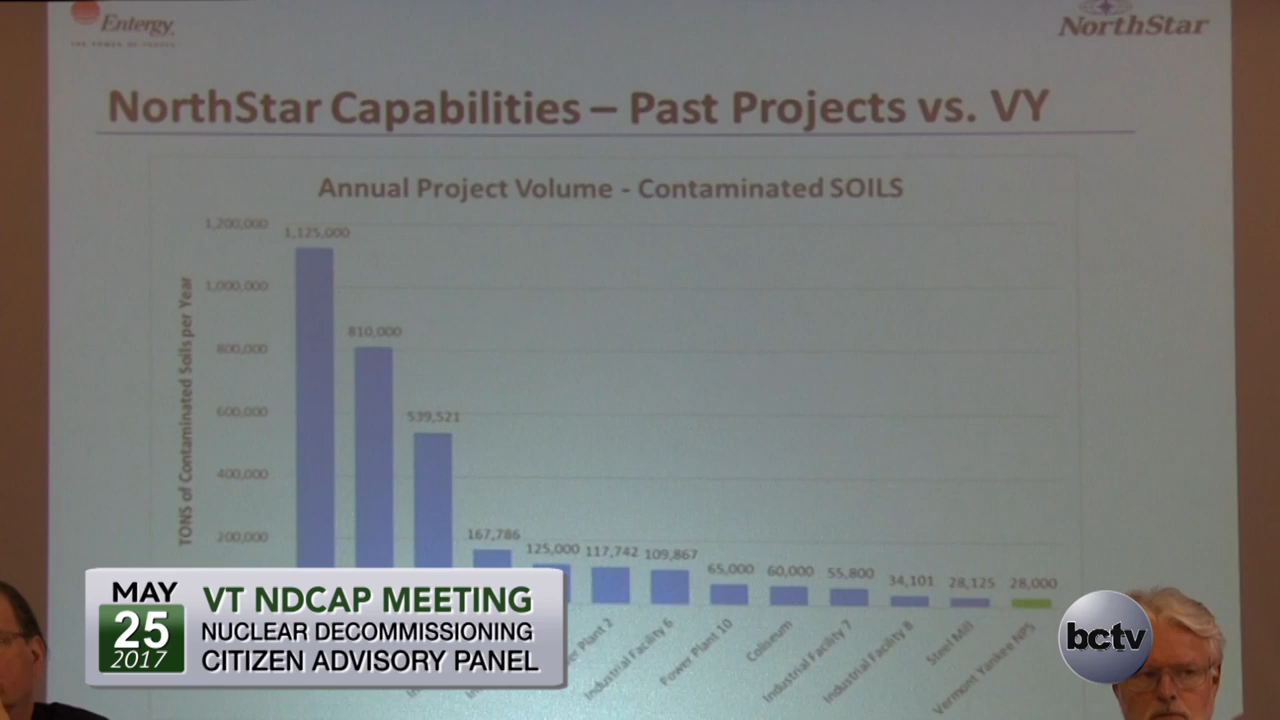 Entergy
NorthStar
NorthStar Capabilities – Past Projects vs. VY
Annual Project Volume - Contaminated SOILS
TONS of Contaminated Soils per Year
1,200,000
1,000,000
800,000
600,000
400,000
200,000
1,125,000
810,000
539,521
167,786
125,000
117,742
109,867
65,000
60,000
55,800
34,101
28,125
28,000
Plant 2
Industrial Facility 6
Power Plant 10
Coliseum
Industrial Facility 7
Industrial Facility 8
Steel Mill
Vermont Yankee NPS
MAY
25
2017
VT NDCAP MEETING
NUCLEAR DECOMMISSIONING
CITIZEN ADVISORY PANEL
bctv